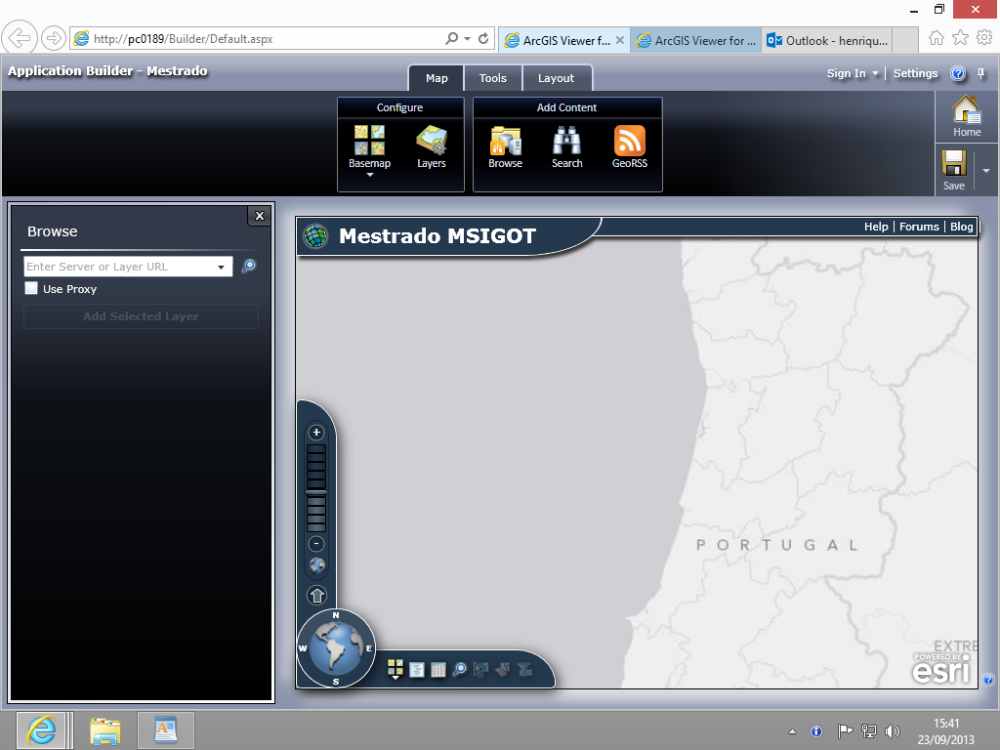 http://pc0189/Builder/Default.aspx
ArcGIS Viewer f...
ArcGIS Viewer for ...
Outlook - henriqu...
Application Builder - Mestrado
Map
Tools
Layout
Sign In
Settings
Configure
Add Content
Basemap
Layers
Browse
Search
GeoRSS
Home
Save
Browse
Enter Server or Layer URL
Use Proxy
Add Selected Layer
Mestrado MSIGOT
Help | Forums | Blog
PORTUGAL
EXTRE
POWERED BY
esri
N
W
E
S
15:41
23/09/2013